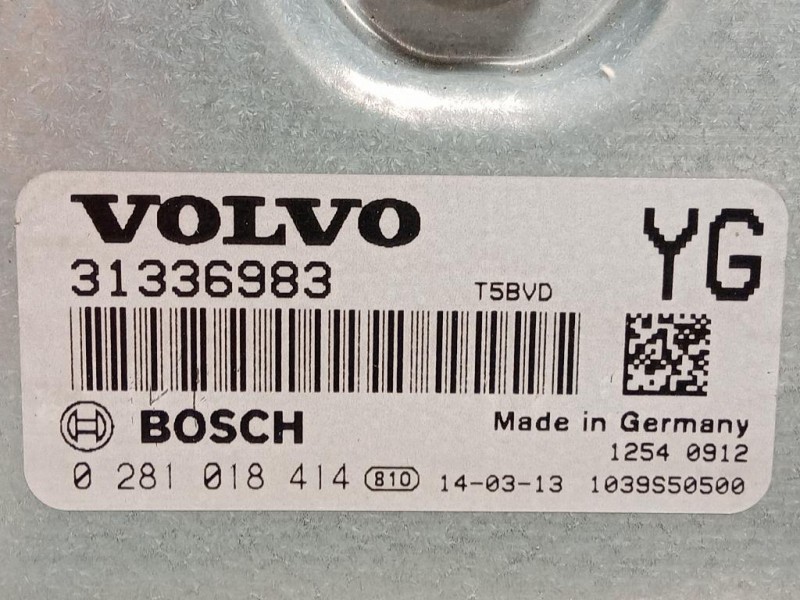 VOLVO
YG
31336983
T5BVD
BOSCH
Made in Germany
1254 0912
0 281 018 414 810 14-03-13 1039S50500